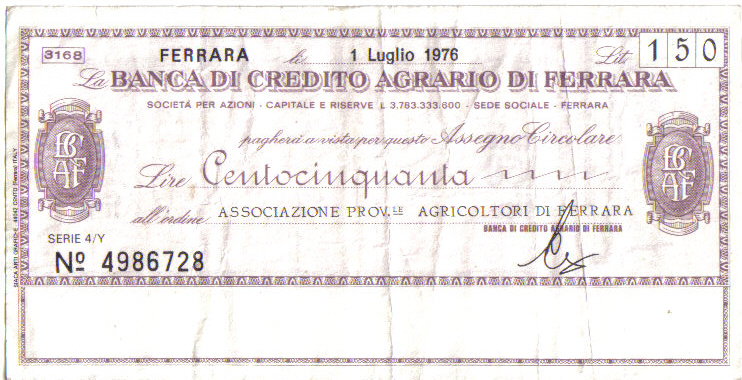 3168
FERRARA li 1 Luglio 1976 Lit. 150
La BANCA DI CREDITO AGRARIO DI FERRARA
SOCIETÀ PER AZIONI - CAPITALE E RISERVE L. 3.783.333.600 - SEDE SOCIALE - FERRARA
pagherà a vista per questo Assegno Circolare
Lire Centocinquanta
all'ordine ASSOCIAZIONE PROV.LE AGRICOLTORI DI FERRARA
BANCA DI CREDITO AGRARIO DI FERRARA
SERIE 4/Y
Nº 4986728
BCAF
BCAF